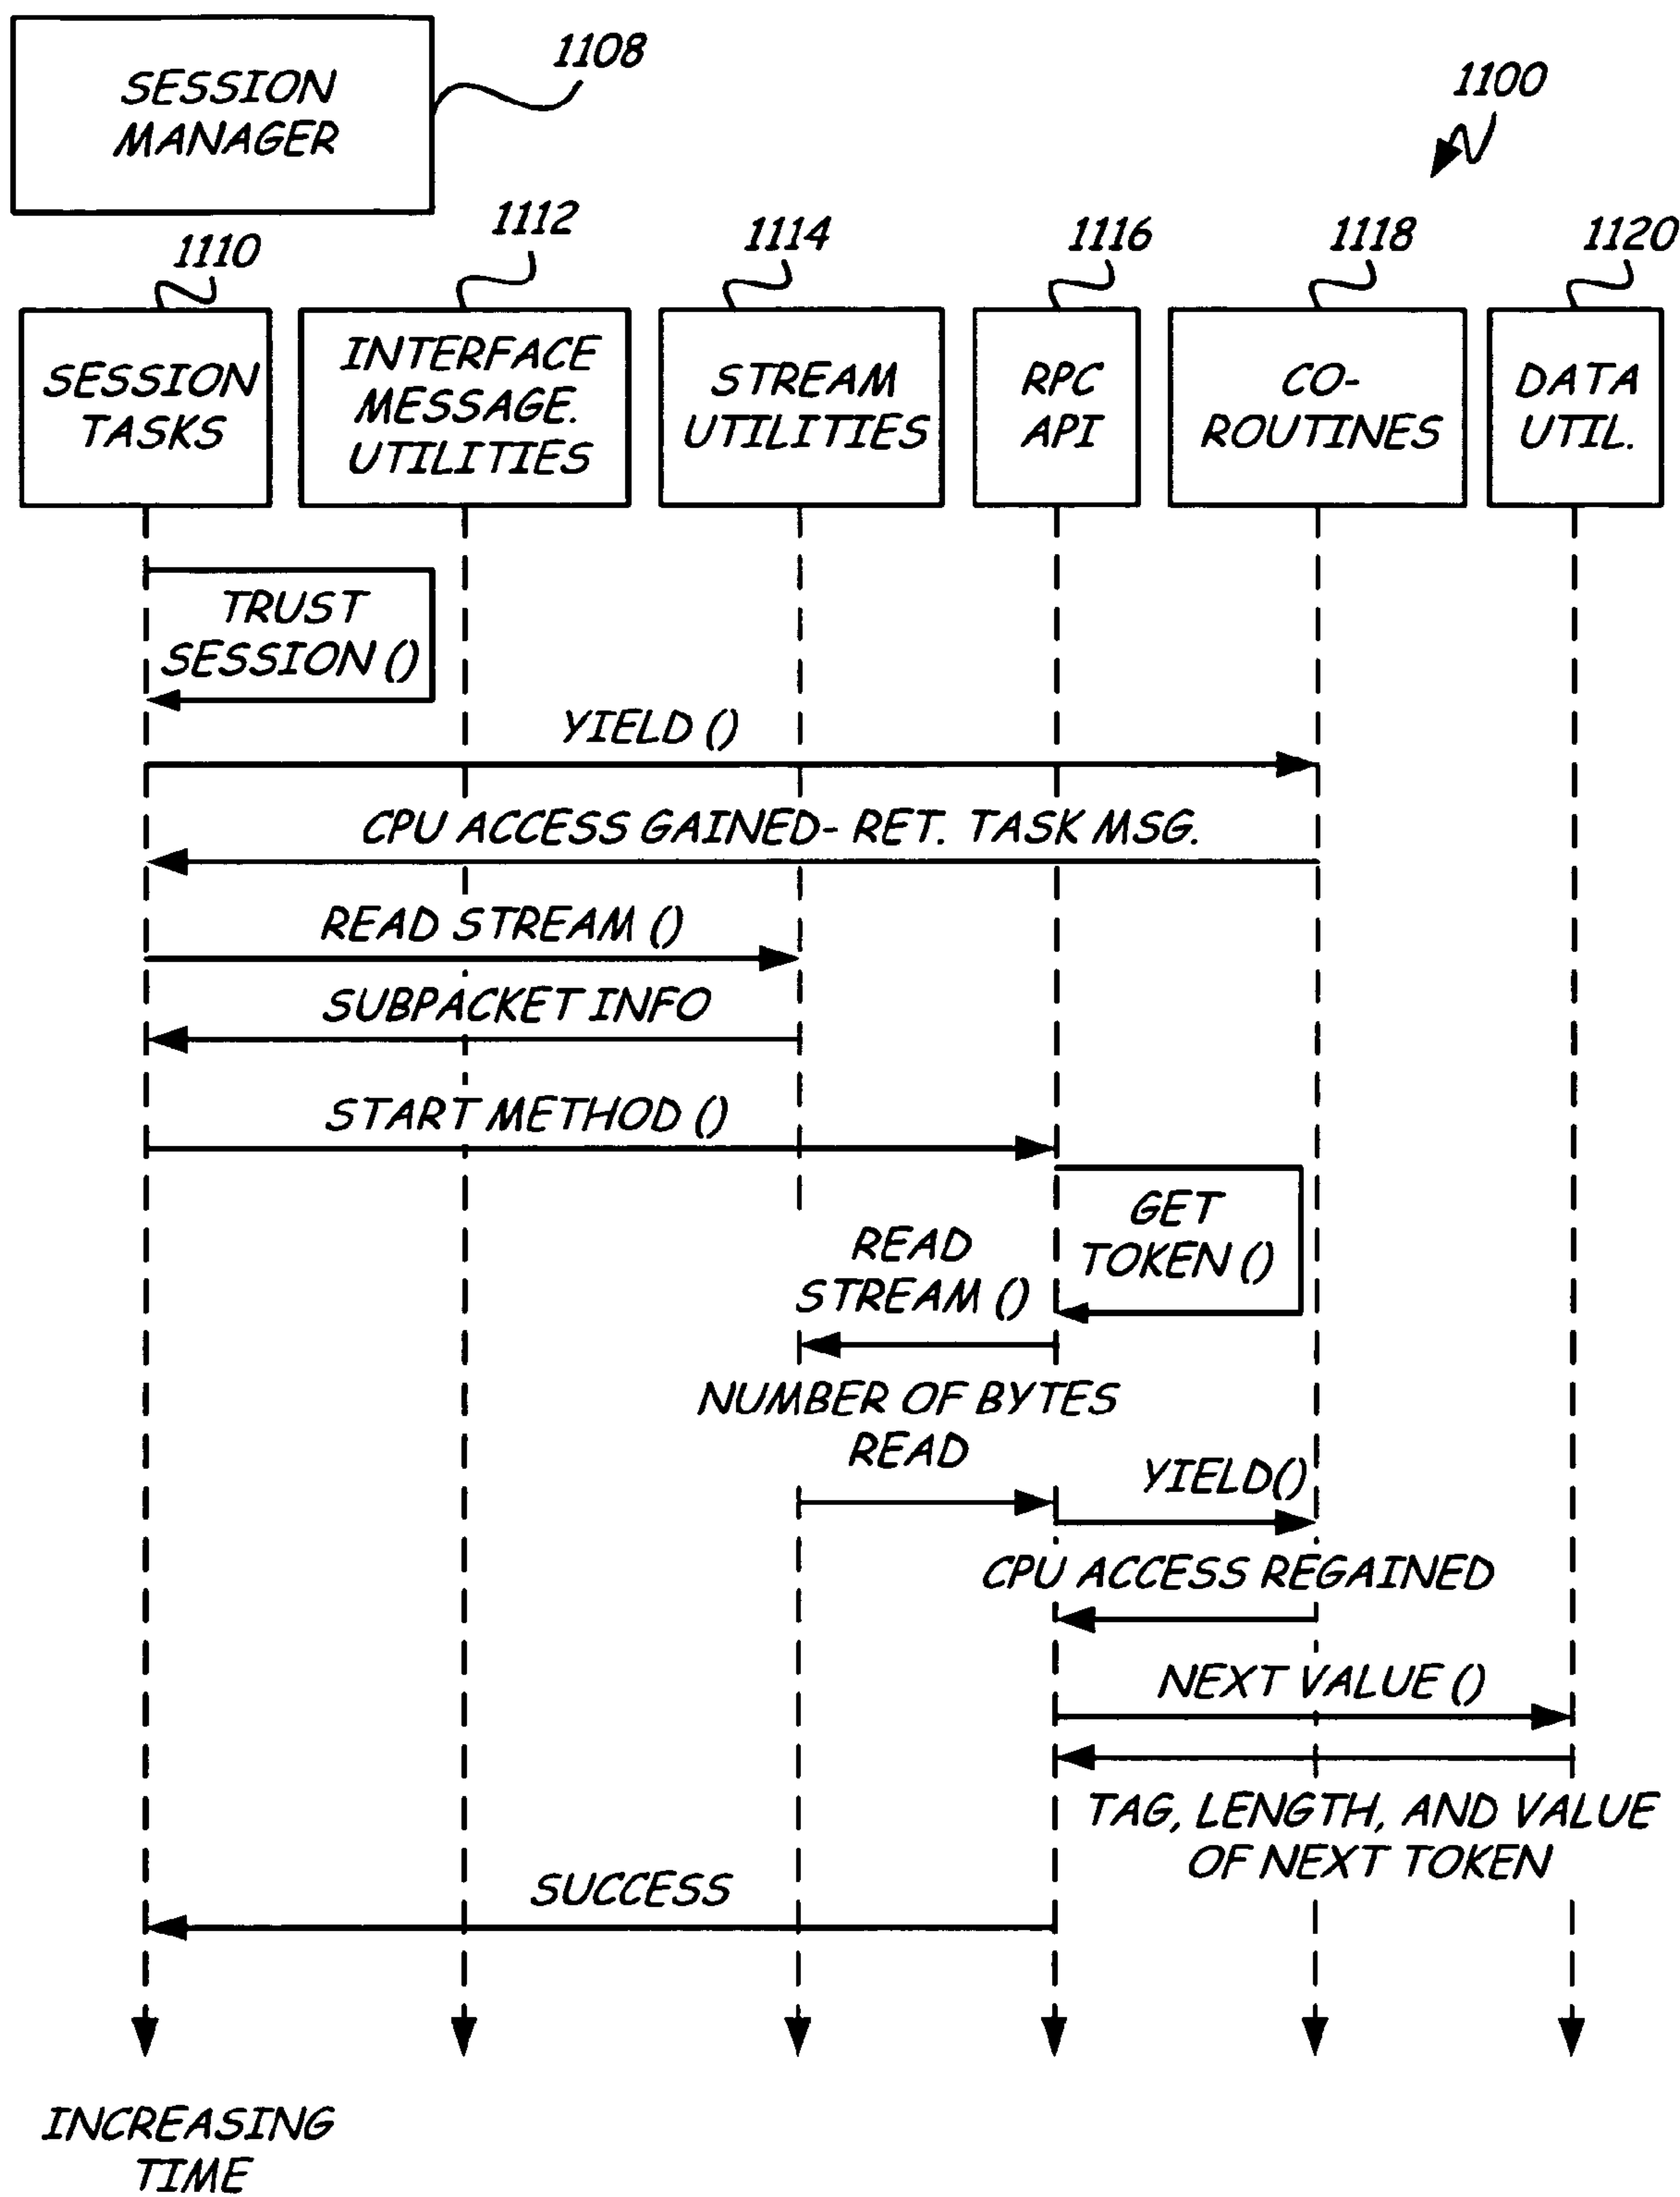 SESSION
MANAGER
1108
1100
1110
1112
1114
1116
1118
1120
SESSION
TASKS
INTERFACE
MESSAGE.
UTILITIES
STREAM
UTILITIES
RPC
API
CO-
ROUTINES
DATA
UTIL.
TRUST
SESSION ()
YIELD ()
CPU ACCESS GAINED- RET. TASK MSG.
READ STREAM ()
SUBPACKET INFO
START METHOD ()
GET
TOKEN ()
READ
STREAM ()
NUMBER OF BYTES
READ
YIELD()
CPU ACCESS REGAINED
NEXT VALUE ()
TAG, LENGTH, AND VALUE
OF NEXT TOKEN
SUCCESS
INCREASING
TIME